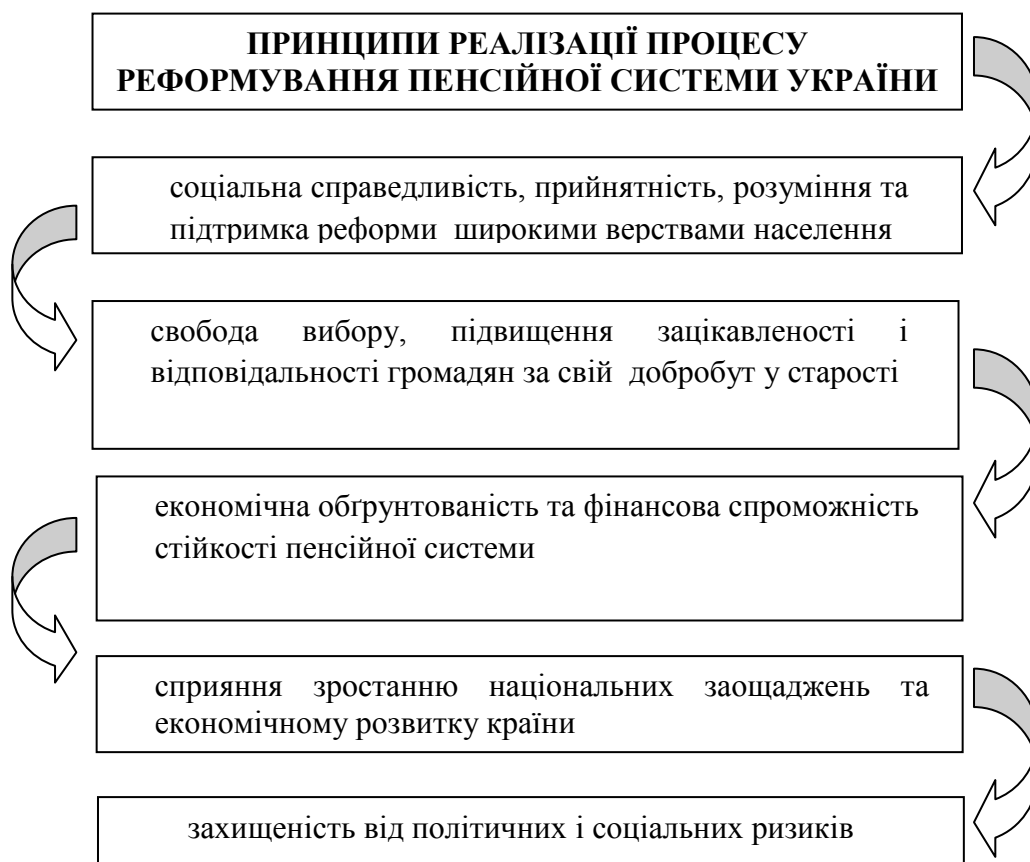 ПРИНЦИПИ РЕАЛІЗАЦІЇ ПРОЦЕСУ
РЕФОРМУВАННЯ ПЕНСІЙНОЇ СИСТЕМИ УКРАЇНИ
соціальна справедливість, прийнятність, розуміння та
підтримка реформи широкими верствами населення
свобода вибору, підвищення зацікавленості і
відповідальності громадян за свій добробут у старості
економічна обґрунтованість та фінансова спроможність
стійкості пенсійної системи
сприяння зростанню національних заощаджень та
економічному розвитку країни
захищеність від політичних і соціальних ризиків